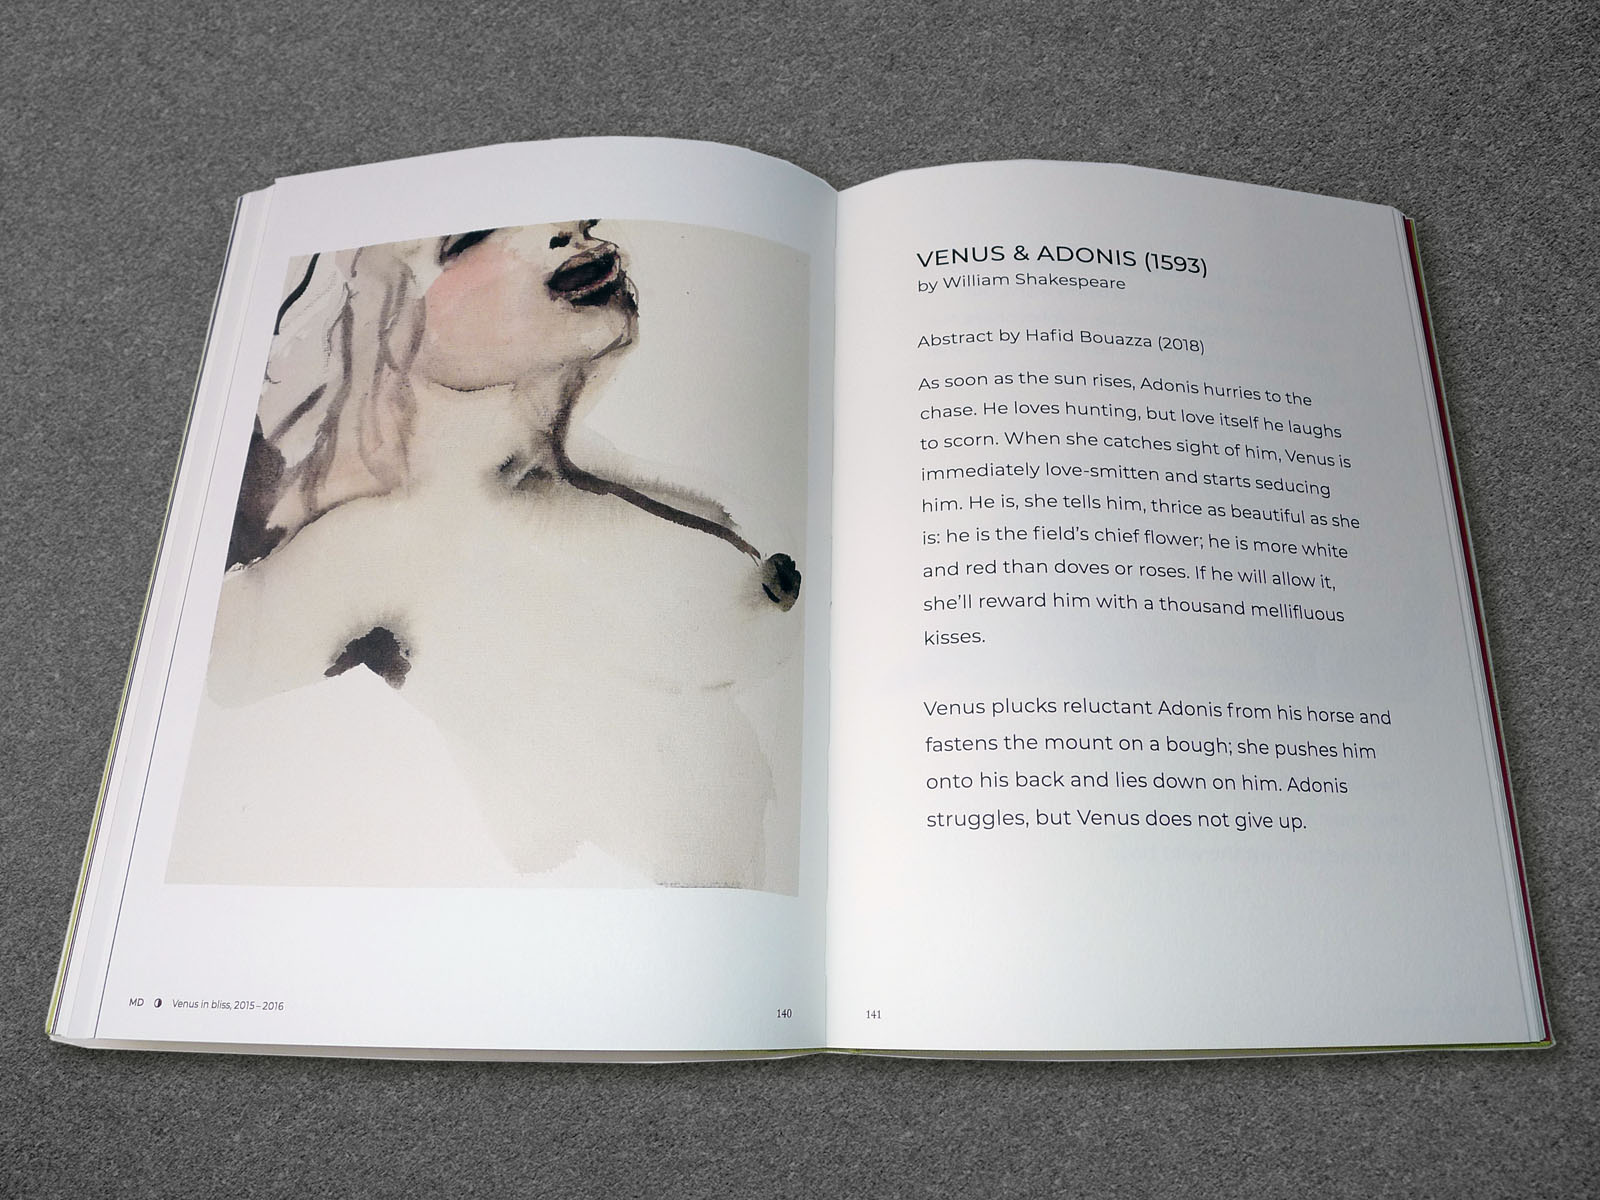 MD Venus in bliss, 2015–2016
140
VENUS & ADONIS (1593)
by William Shakespeare
Abstract by Hafid Bouazza (2018)
As soon as the sun rises, Adonis hurries to the
chase. He loves hunting, but love itself he laughs
to scorn. When she catches sight of him, Venus is
immediately love-smitten and starts seducing
him. He is, she tells him, thrice as beautiful as she
is: he is the field's chief flower; he is more white
and red than doves or roses. If he will allow it,
she'll reward him with a thousand mellifluous
kisses.
Venus plucks reluctant Adonis from his horse and
fastens the mount on a bough; she pushes him
onto his back and lies down on him. Adonis
struggles, but Venus does not give up.
141